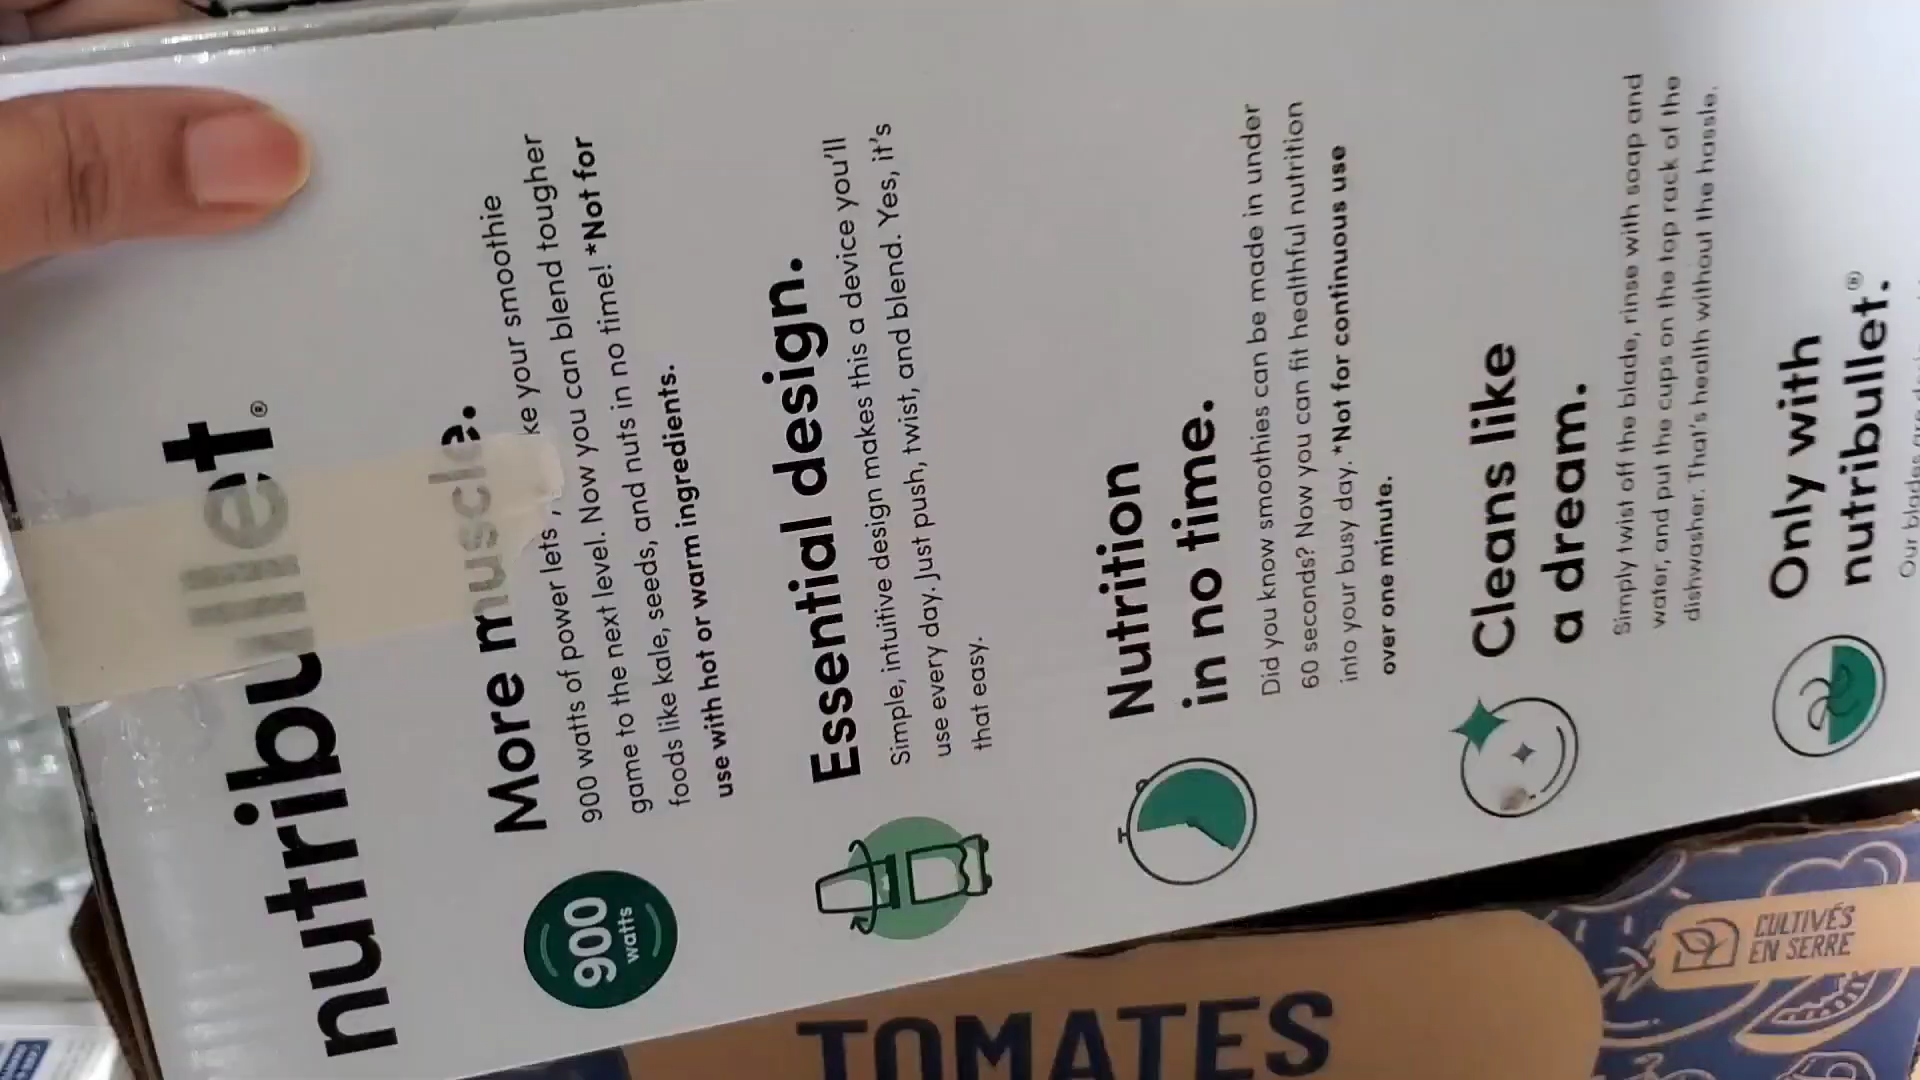 nutribullet®
More muscle.
900 watts of power lets
ke your smoothie
game to the next level. Now you can blend tougher
foods like kale, seeds, and nuts in no time! *Not for
use with hot or warm ingredients.
900
watts
Essential design.
Simple, intuitive design makes this a device you'll
use every day. Just push, twist, and blend. Yes, it's
that easy.
Nutrition
in no time.
Did you know smoothies can be made in under
60 seconds? Now you can fit healthful nutrition
into your busy day. *Not for continuous use
over one minute.
Cleans like
a dream.
Simply twist off the blade, rinse with soap and
water, and put the cups on the top rack of the
dishwasher. That's health without the hassle.
Only with
nutribullet.®
Our blades are
TOMATES
CULTIVÉS
EN SERRE